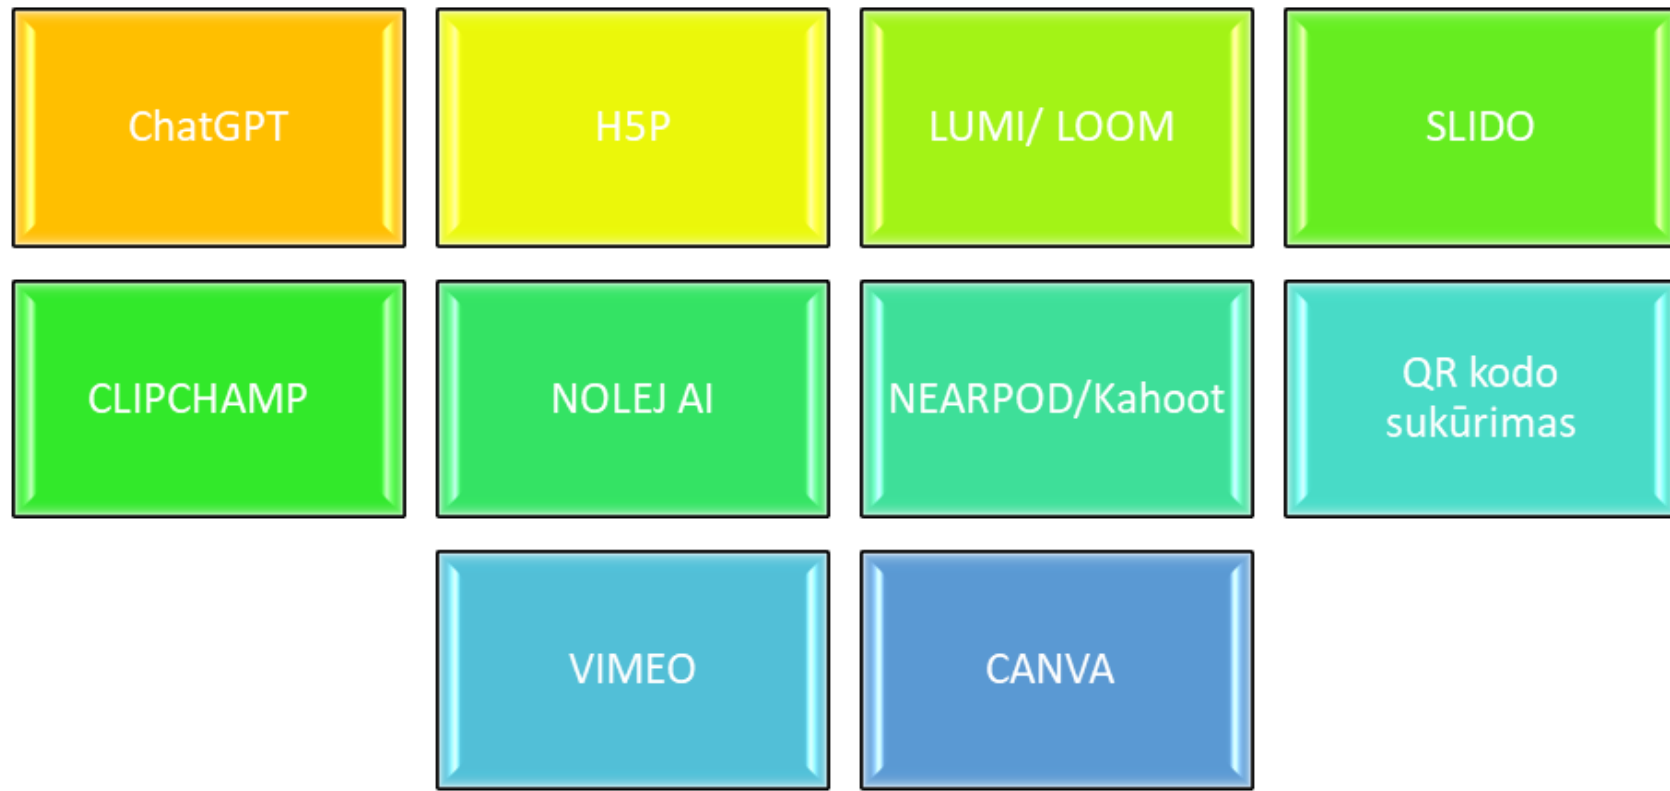 ChatGPT
H5P
LUMI/ LOOM
SLIDO
CLIPCHAMP
NOLEJ AI
NEARPOD/Kahoot
QR kodo
sukūrimas
VIMEO
CANVA